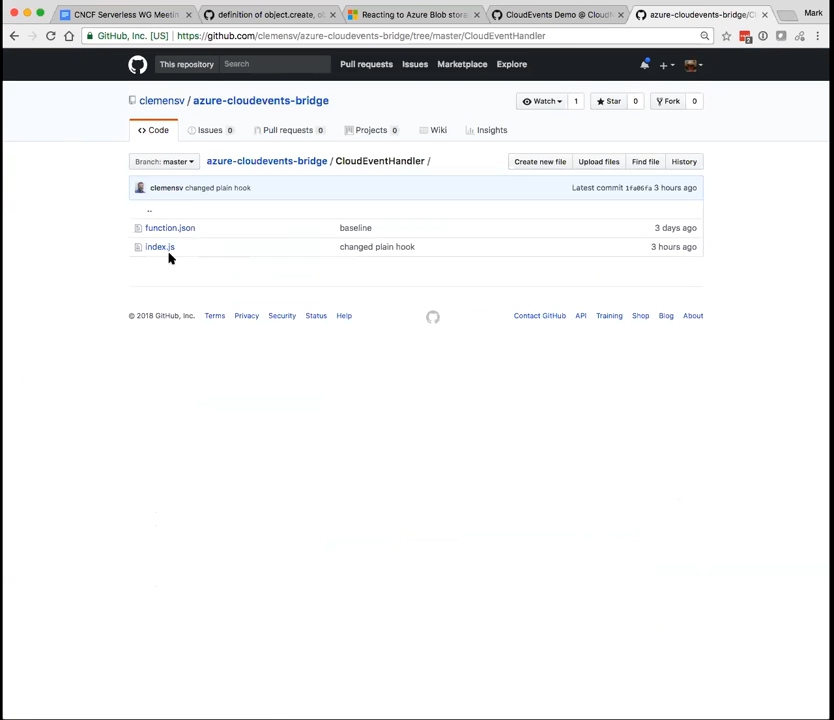 CNCF Serverless WG Meetin
definition of object.create, o
Reacting to Azure Blob stora
CloudEvents Demo @ Cloudf
azure-cloudevents-bridge/C
Mark
GitHub, Inc. [US] https://github.com/clemensv/azure-cloudevents-bridge/tree/master/CloudEventHandler
This repository Search Pull requests Issues Marketplace Explore
clemensv / azure-cloudevents-bridge Watch 1 Star 0 Fork 0
Code Issues 0 Pull requests 0 Projects 0 Wiki Insights
Branch: master azure-cloudevents-bridge / CloudEventHandler / Create new file Upload files Find file History
clemensv changed plain hook Latest commit 1fa06fa 3 hours ago
..
function.json baseline 3 days ago
index.js changed plain hook 3 hours ago
© 2018 GitHub, Inc. Terms Privacy Security Status Help Contact GitHub API Training Shop Blog About